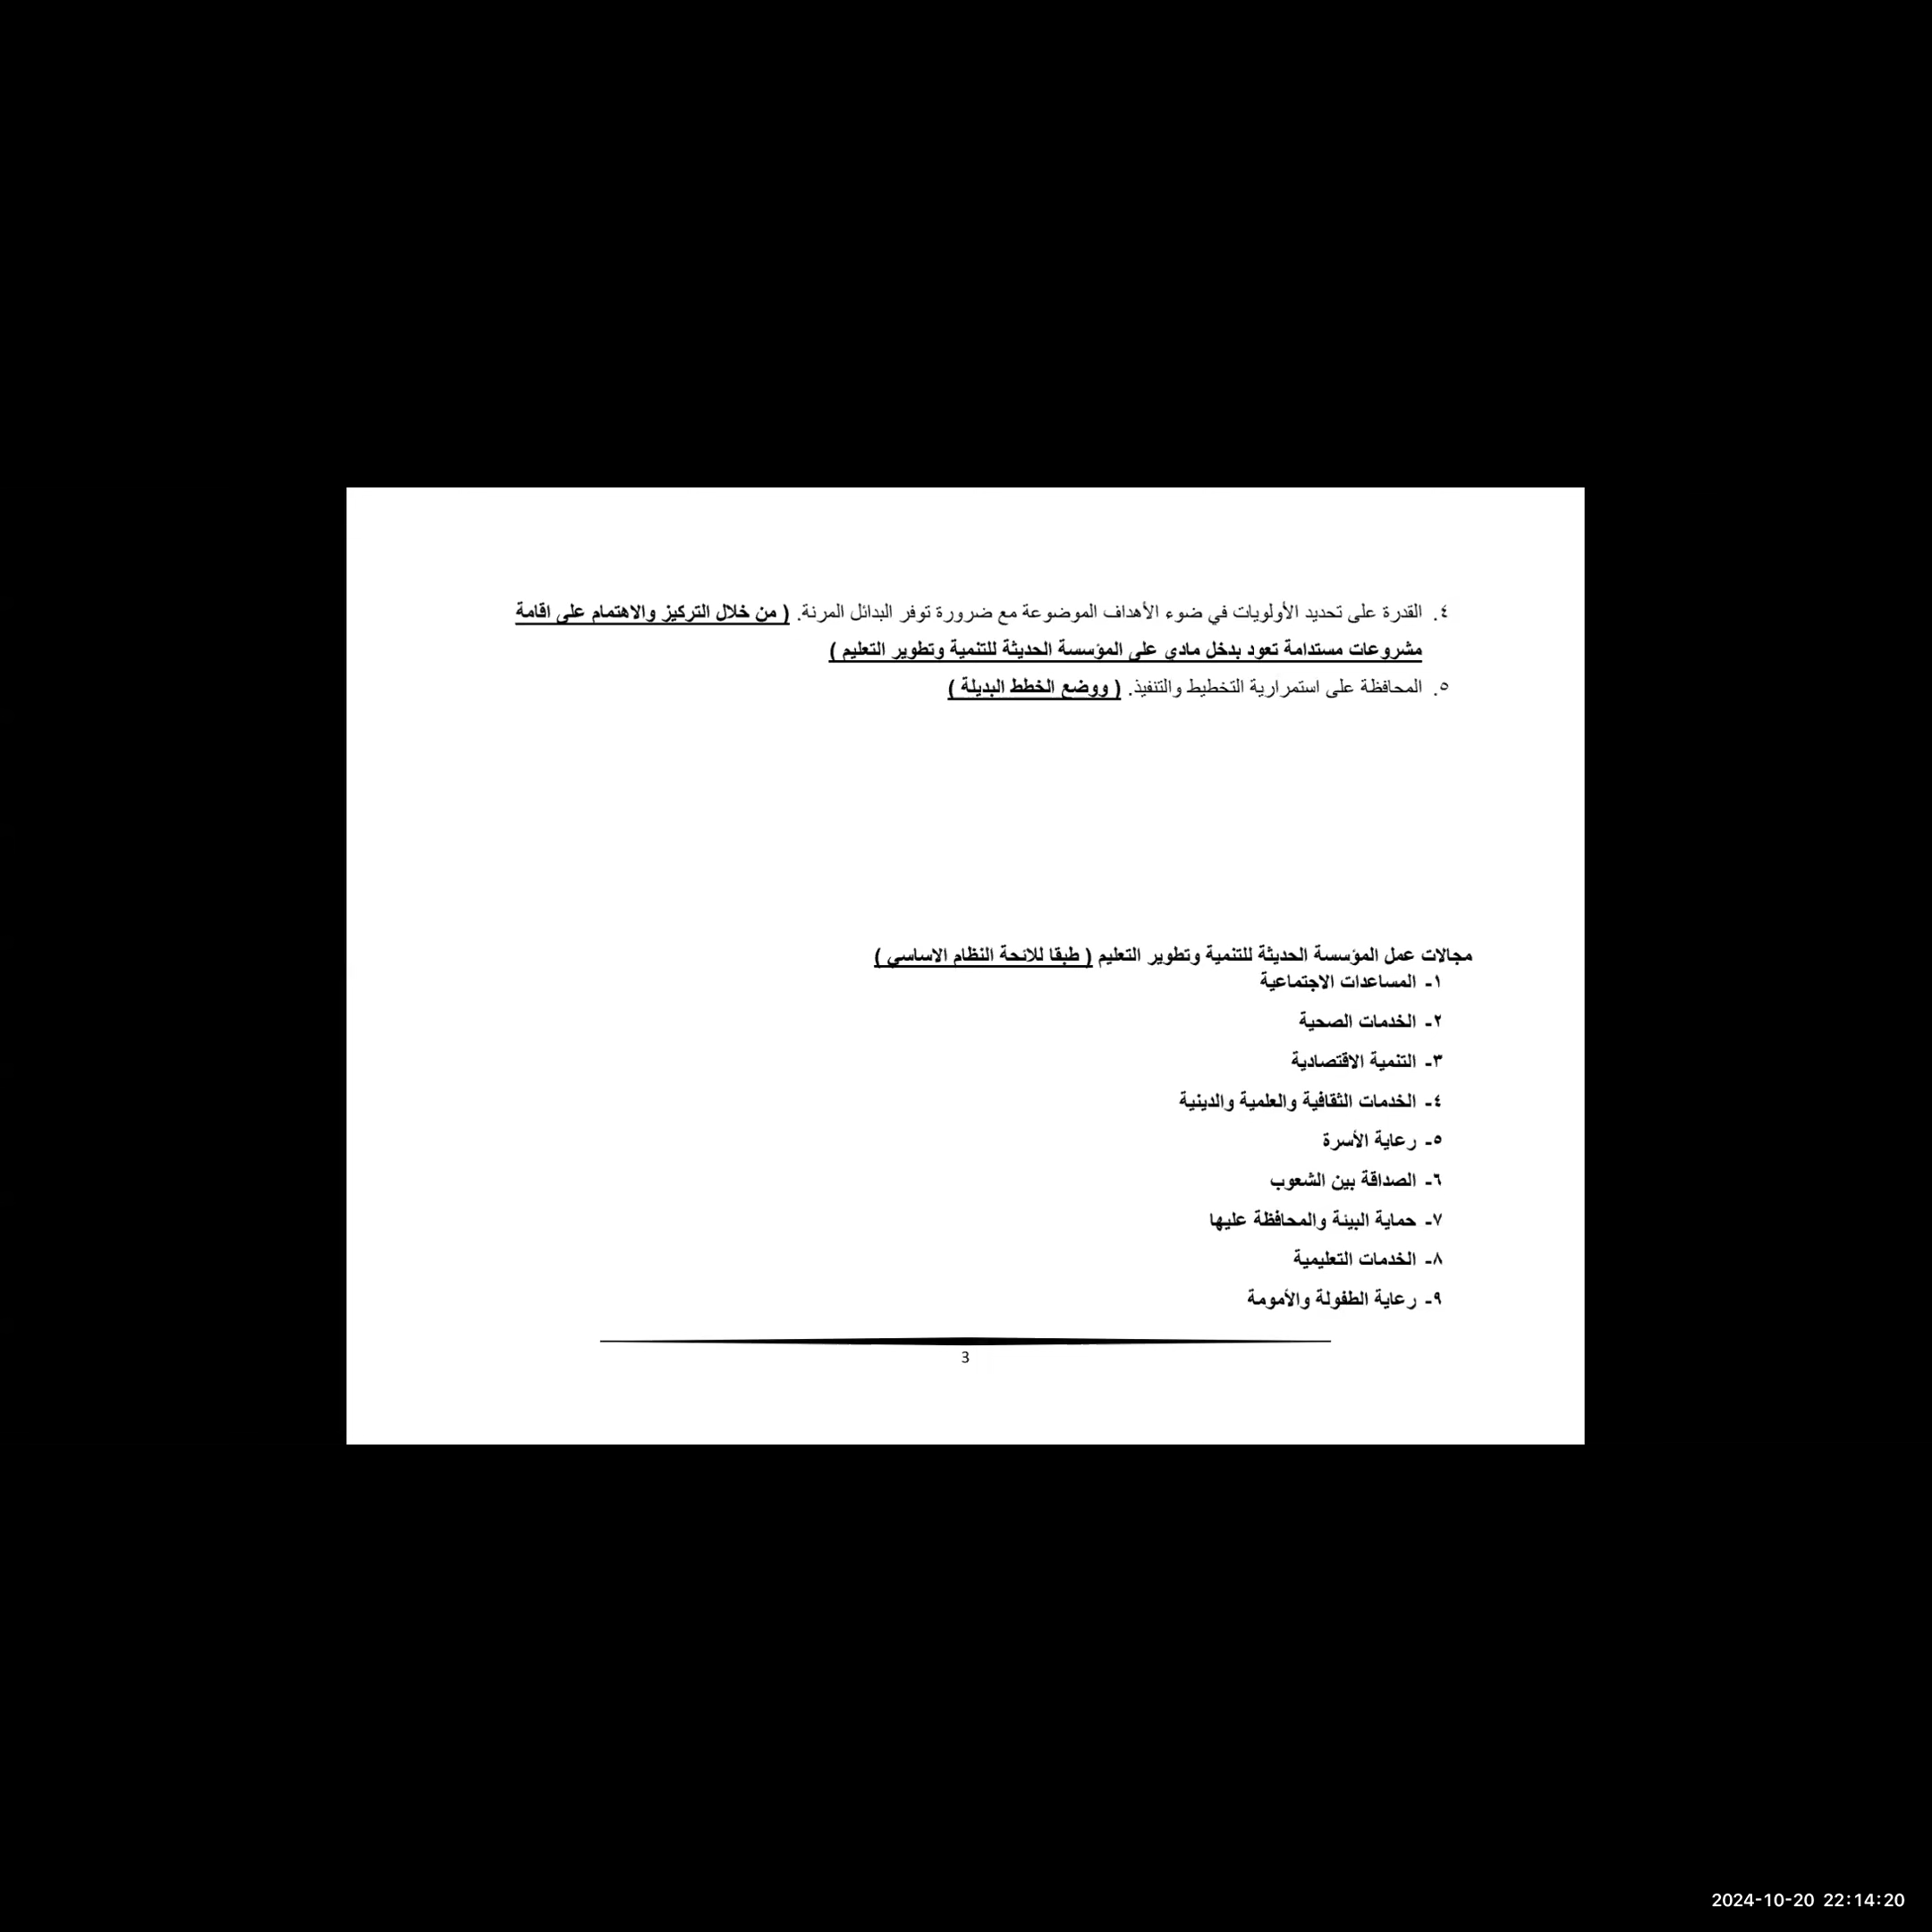 ٤. القدرة على تحديد الأولويات في ضوء الأهداف الموضوعة مع ضرورة توفر البدائل المرنة. ( من خلال التركيز والاهتمام على اقامة
مشروعات مستدامة تعود بدخل مادي على المؤسسة الحديثة للتنمية وتطوير التعليم )
٥. المحافظة على استمرارية التخطيط والتنفيذ. ( ووضع الخطط البديلة )
مجالات عمل المؤسسة الحديثة للتنمية وتطوير التعليم ( طبقا للائحة النظام الاساسي )
١- المساعدات الاجتماعية
٢- الخدمات الصحية
٣- التنمية الاقتصادية
٤- الخدمات الثقافية والعلمية والدينية
٥- رعاية الأسرة
٦- الصداقة بين الشعوب
٧- حماية البيئة والمحافظة عليها
٨- الخدمات التعليمية
٩- رعاية الطفولة والأمومة
3
2024-10-20 22:14:20